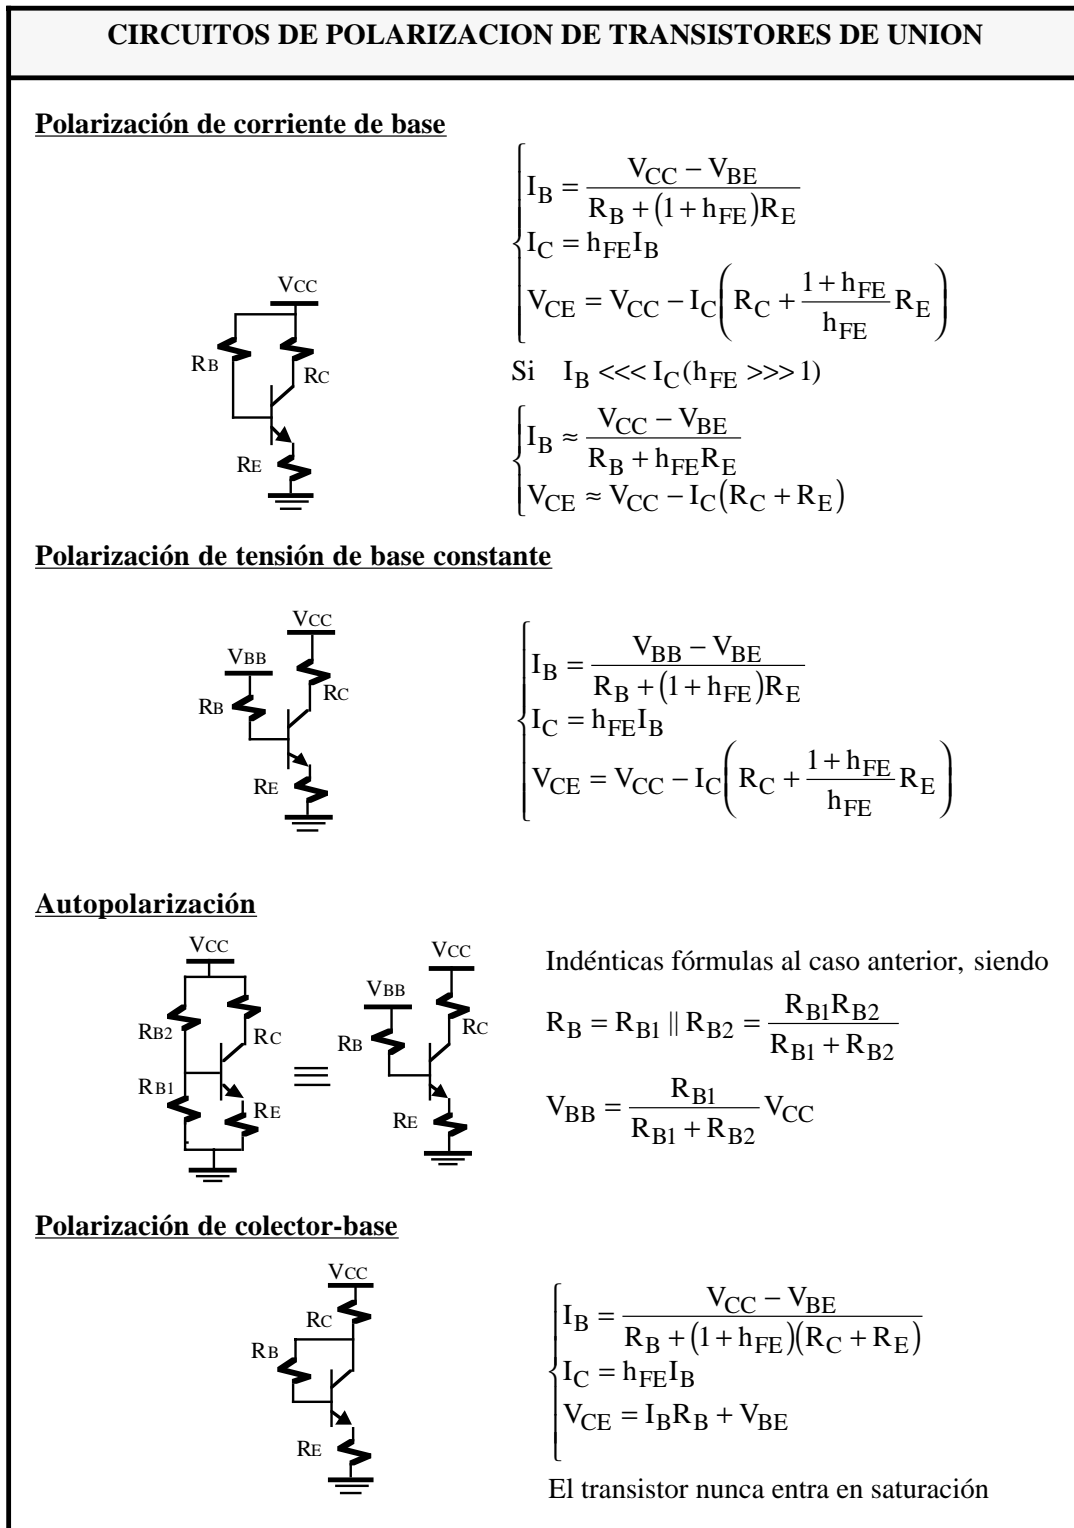 CIRCUITOS DE POLARIZACION DE TRANSISTORES DE UNION
Polarización de corriente de base
VCC
RB
RC
RE
I_B = (V_CC − V_BE) / (R_B + (1 + h_FE)R_E)
I_C = h_FE I_B
V_CE = V_CC − I_C(R_C + (1 + h_FE)/h_FE R_E)
Si I_B <<< I_C(h_FE >>> 1)
I_B ≈ (V_CC − V_BE) / (R_B + h_FE R_E)
V_CE ≈ V_CC − I_C(R_C + R_E)
Polarización de tensión de base constante
VCC
VBB
RC
RB
RE
I_B = (V_BB − V_BE) / (R_B + (1 + h_FE)R_E)
I_C = h_FE I_B
V_CE = V_CC − I_C(R_C + (1 + h_FE)/h_FE R_E)
Autopolarización
VCC
RB2
RC
RB1
RE
VCC
VBB
RC
RB
RE
Indénticas fórmulas al caso anterior, siendo
R_B = R_B1 || R_B2 = R_B1 R_B2 / (R_B1 + R_B2)
V_BB = R_B1 / (R_B1 + R_B2) V_CC
Polarización de colector-base
VCC
RC
RB
RE
I_B = (V_CC − V_BE) / (R_B + (1 + h_FE)(R_C + R_E))
I_C = h_FE I_B
V_CE = I_B R_B + V_BE
El transistor nunca entra en saturación